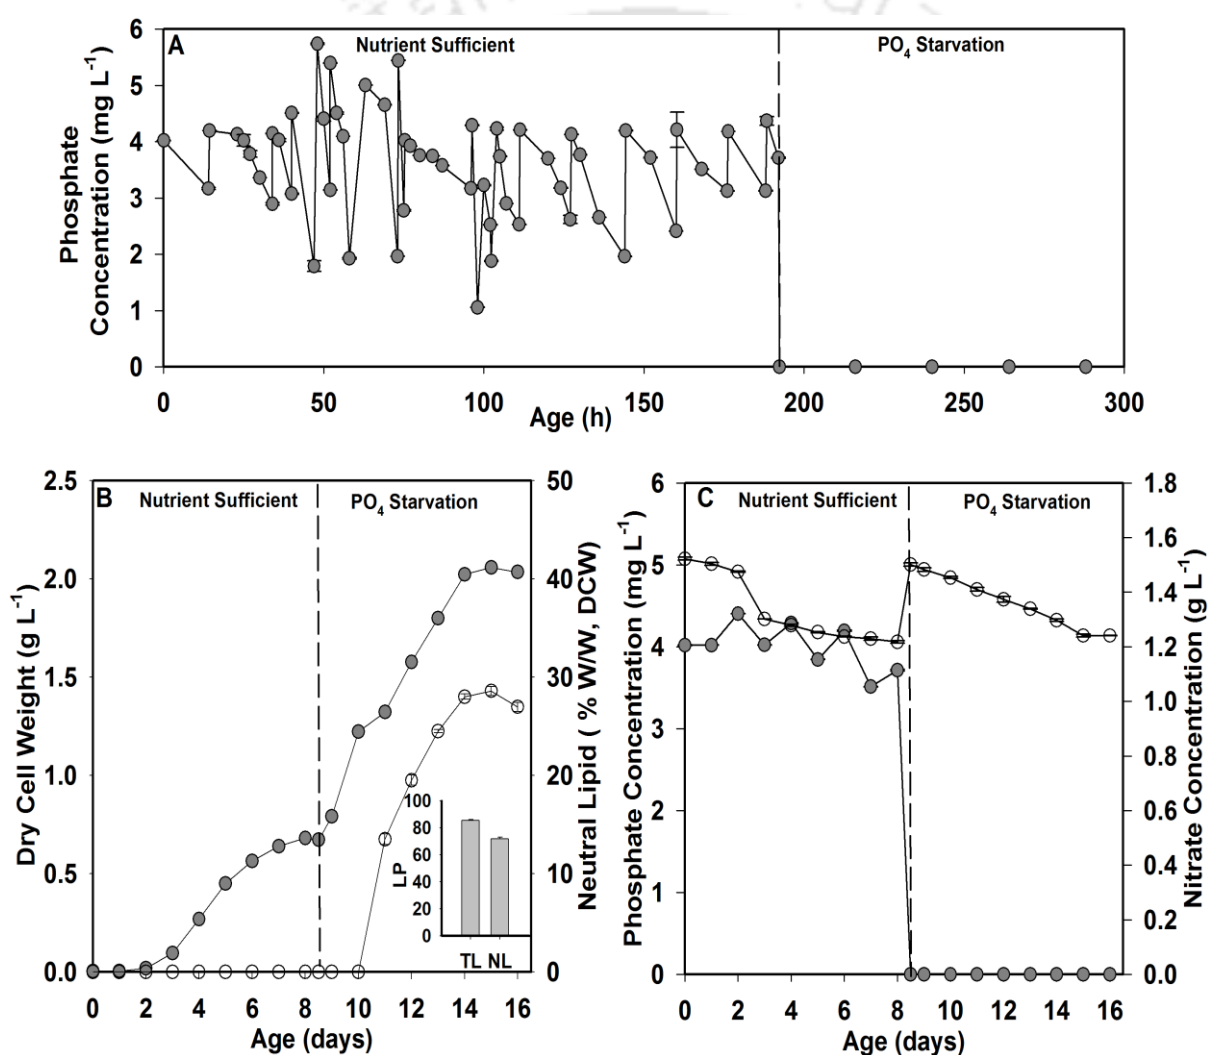 A
Nutrient Sufficient
PO4 Starvation
Phosphate
Concentration (mg L-1)
6
5
4
3
2
1
0
0 50 100 150 200 250 300
Age (h)
B
Nutrient Sufficient
PO4 Starvation
Dry Cell Weight (g L-1)
2.5
2.0
1.5
1.0
0.5
0.0
Neutral Lipid ( % W/W, DCW)
50
40
30
20
10
0
LP
100
80
60
40
20
0
TL NL
0 2 4 6 8 10 12 14 16
Age (days)
C
Nutrient Sufficient
PO4 Starvation
Phosphate Concentration (mg L-1)
6
5
4
3
2
1
0
Nitrate Concentration (g L-1)
1.8
1.6
1.4
1.2
1.0
0.8
0.6
0.4
0.2
0.0
0 2 4 6 8 10 12 14 16
Age (days)